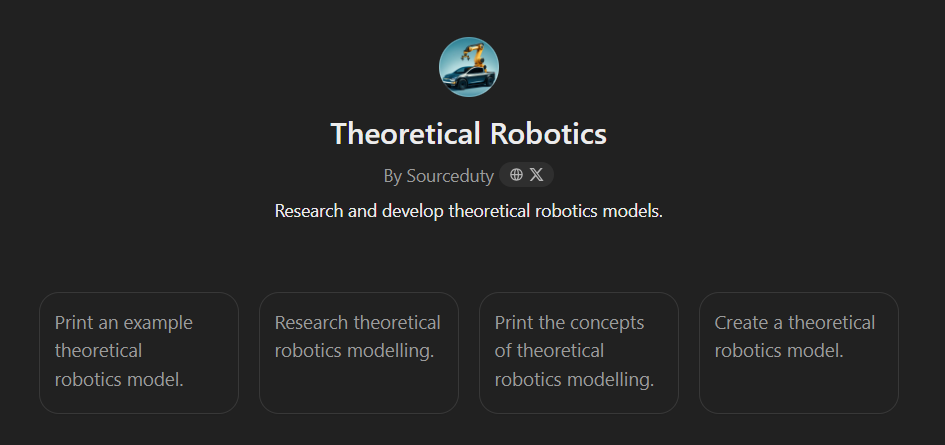 Theoretical Robotics
By Sourceduty
Research and develop theoretical robotics models.
Print an example
theoretical
robotics model.
Research theoretical
robotics modelling.
Print the concepts
of theoretical
robotics modelling.
Create a theoretical
robotics model.